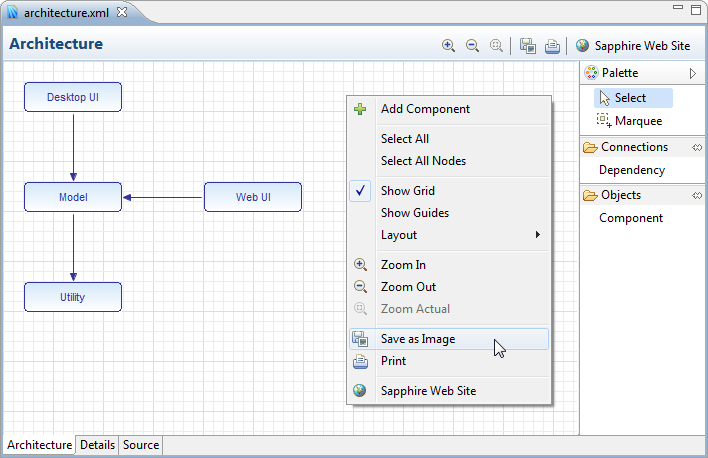 architecture.xml
Architecture
Sapphire Web Site
Desktop UI
Model
Web UI
Utility
Add Component
Select All
Select All Nodes
Show Grid
Show Guides
Layout
Zoom In
Zoom Out
Zoom Actual
Save as Image
Print
Sapphire Web Site
Palette
Select
Marquee
Connections
Dependency
Objects
Component
Architecture Details Source